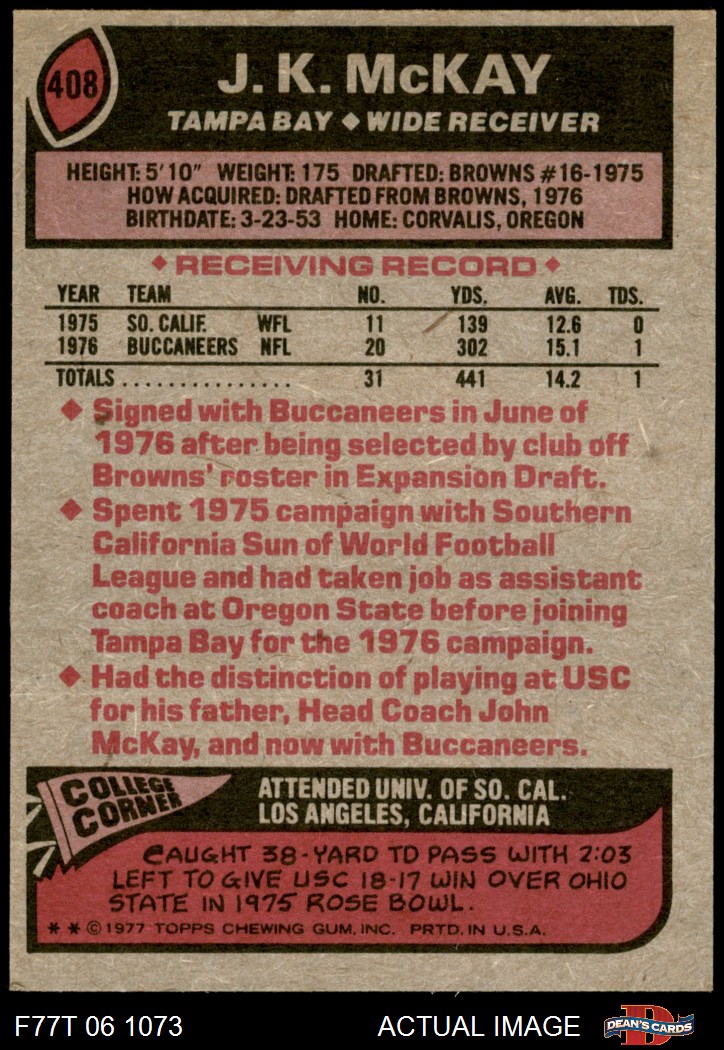 408
J. K. McKAY
TAMPA BAY ◆ WIDE RECEIVER
HEIGHT: 5'10" WEIGHT: 175 DRAFTED: BROWNS #16-1975
HOW ACQUIRED: DRAFTED FROM BROWNS, 1976
BIRTHDATE: 3-23-53 HOME: CORVALIS, OREGON
◆ RECEIVING RECORD ◆
YEAR TEAM NO. YDS. AVG. TDS.
1975 SO. CALIF. WFL 11 139 12.6 0
1976 BUCCANEERS NFL 20 302 15.1 1
TOTALS ................ 31 441 14.2 1
◆ Signed with Buccaneers in June of
1976 after being selected by club off
Browns' roster in Expansion Draft.
◆ Spent 1975 campaign with Southern
California Sun of World Football
League and had taken job as assistant
coach at Oregon State before joining
Tampa Bay for the 1976 campaign.
◆ Had the distinction of playing at USC
for his father, Head Coach John
McKay, and now with Buccaneers.
COLLEGE
CORNER
ATTENDED UNIV. OF SO. CAL.
LOS ANGELES, CALIFORNIA
CAUGHT 38-YARD TD PASS WITH 2:03
LEFT TO GIVE USC 18-17 WIN OVER OHIO
STATE IN 1975 ROSE BOWL.
* * © 1977 TOPPS CHEWING GUM, INC. PRTD. IN U.S.A.
F77T 06 1073 ACTUAL IMAGE
D
DEAN'S CARDS